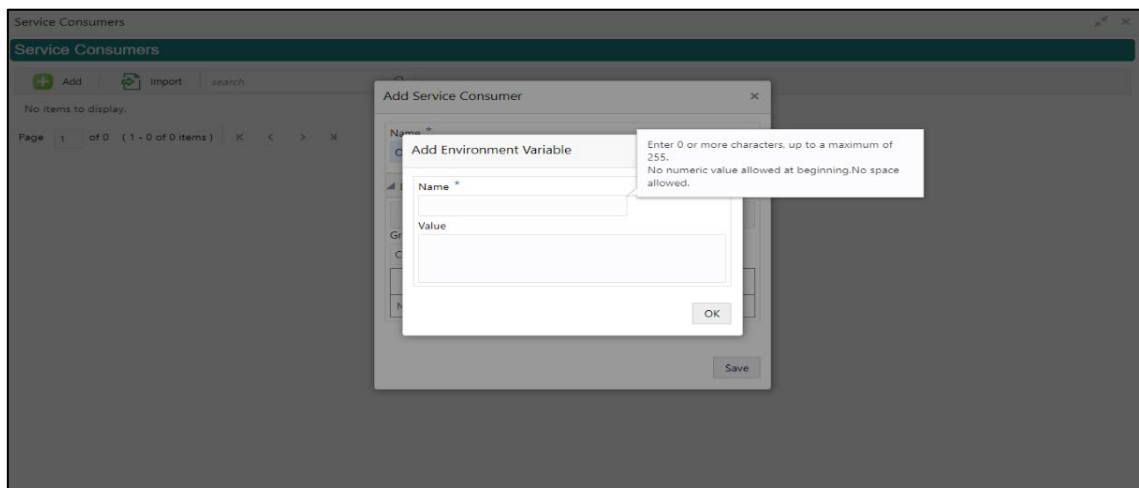 Service Consumers
Service Consumers
Add Import search
No items to display.
Page 1 of 0 (1 - 0 of 0 items)
Add Service Consumer
Name *
Add Environment Variable
Enter 0 or more characters, up to a maximum of
255.
No numeric value allowed at beginning.No space
allowed.
Name *
Value
Gr
OK
Save